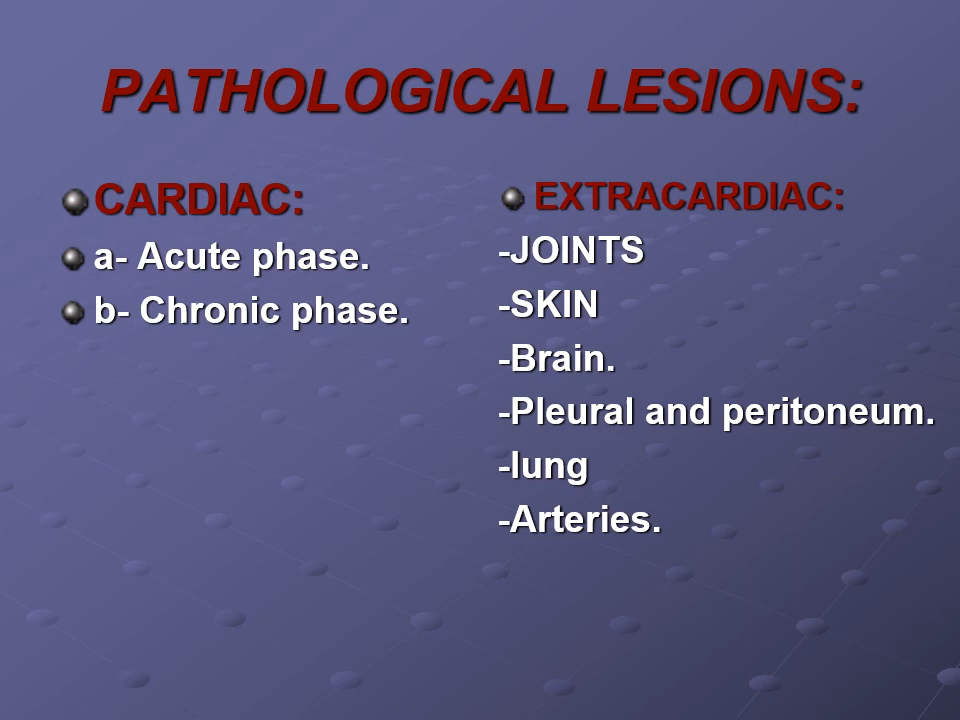 PATHOLOGICAL LESIONS:
CARDIAC:
a- Acute phase.
b- Chronic phase.
EXTRACARDIAC:
-JOINTS
-SKIN
-Brain.
-Pleural and peritoneum.
-lung
-Arteries.